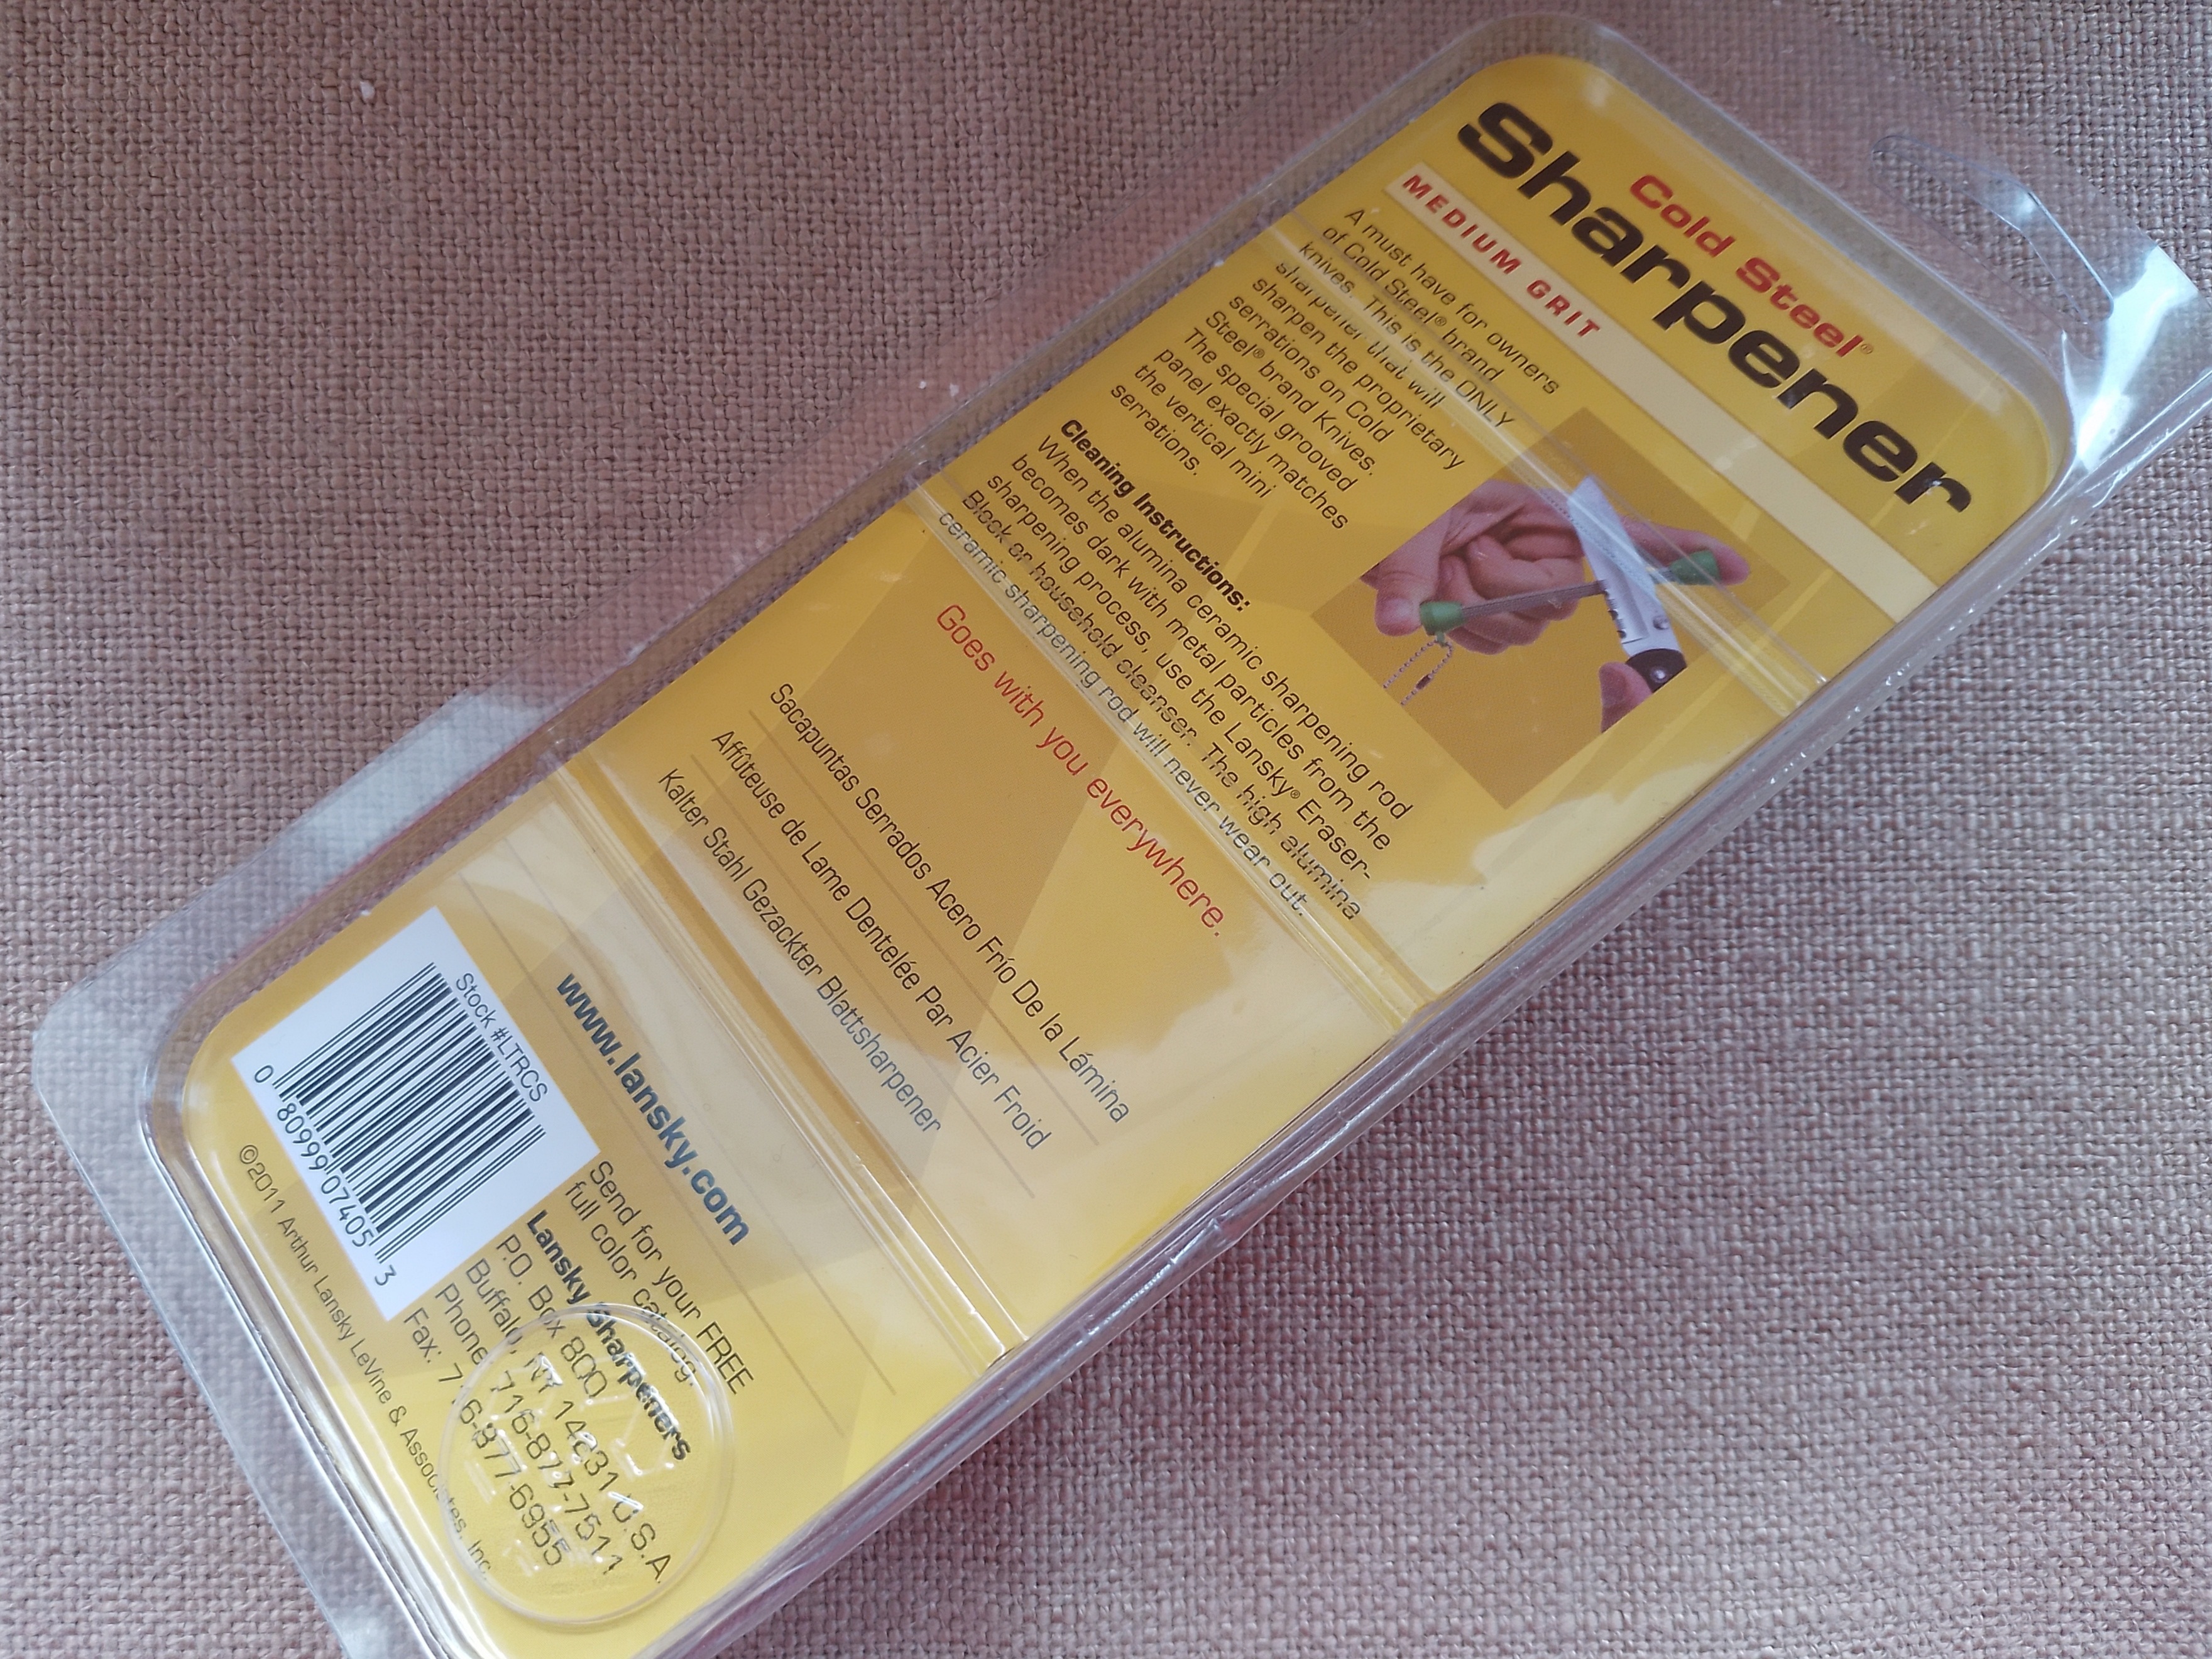 Cold Steel®
Sharpener
MEDIUM GRIT
A must have for owners
of Cold Steel® brand
knives. This is the ONLY
sharpener that will
sharpen the proprietary
serrations on Cold
Steel® brand Knives.
The special grooved
panel exactly matches
the vertical mini
serrations.
Cleaning Instructions:
When the alumina ceramic sharpening rod
becomes dark with metal particles from the
sharpening process, use the Lansky® Eraser-
Block or household cleanser. The high alumina
ceramic sharpening rod will never wear out.
Goes with you everywhere.
Sacapuntas Serrados Acero Frío De la Lámina
Affûteuse de Lame Dentelée Par Acier Froid
Kalter Stahl Gezackter Blattsharpener
www.lansky.com
Send for your FREE
full color catalog.
Lansky Sharpeners
P.O. Box 800,
Buffalo, NY 14231 U.S.A.
Phone 716-877-7511
Fax: 716-877-6955
Stock #LTRCS
0 80999 07405 3
©2011 Arthur Lansky LeVine & Associates, Inc.